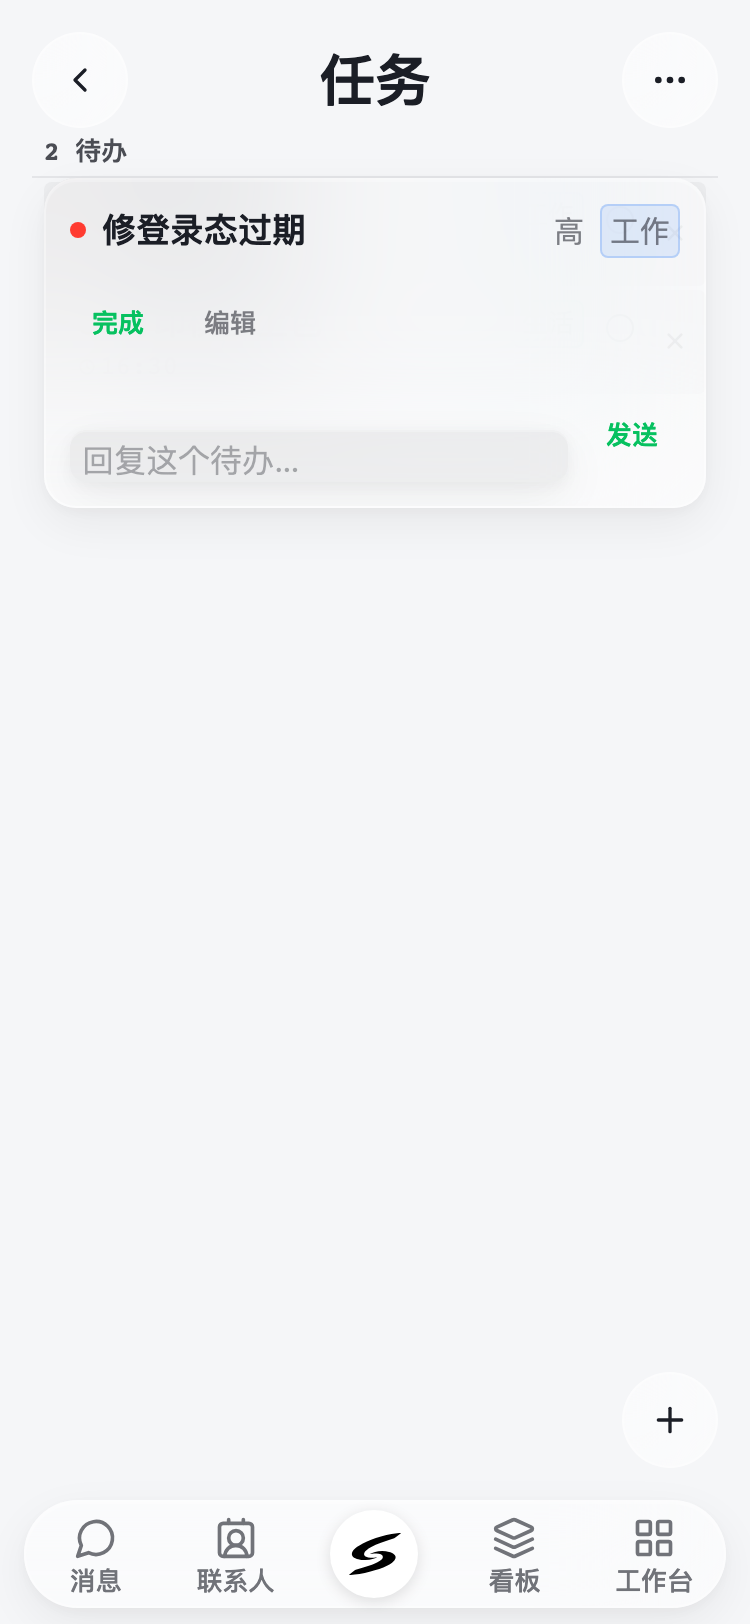 任务
2 待办
修登录态过期 高 工作
完成 编辑
发送
回复这个待办...
消息 联系人 看板 工作台